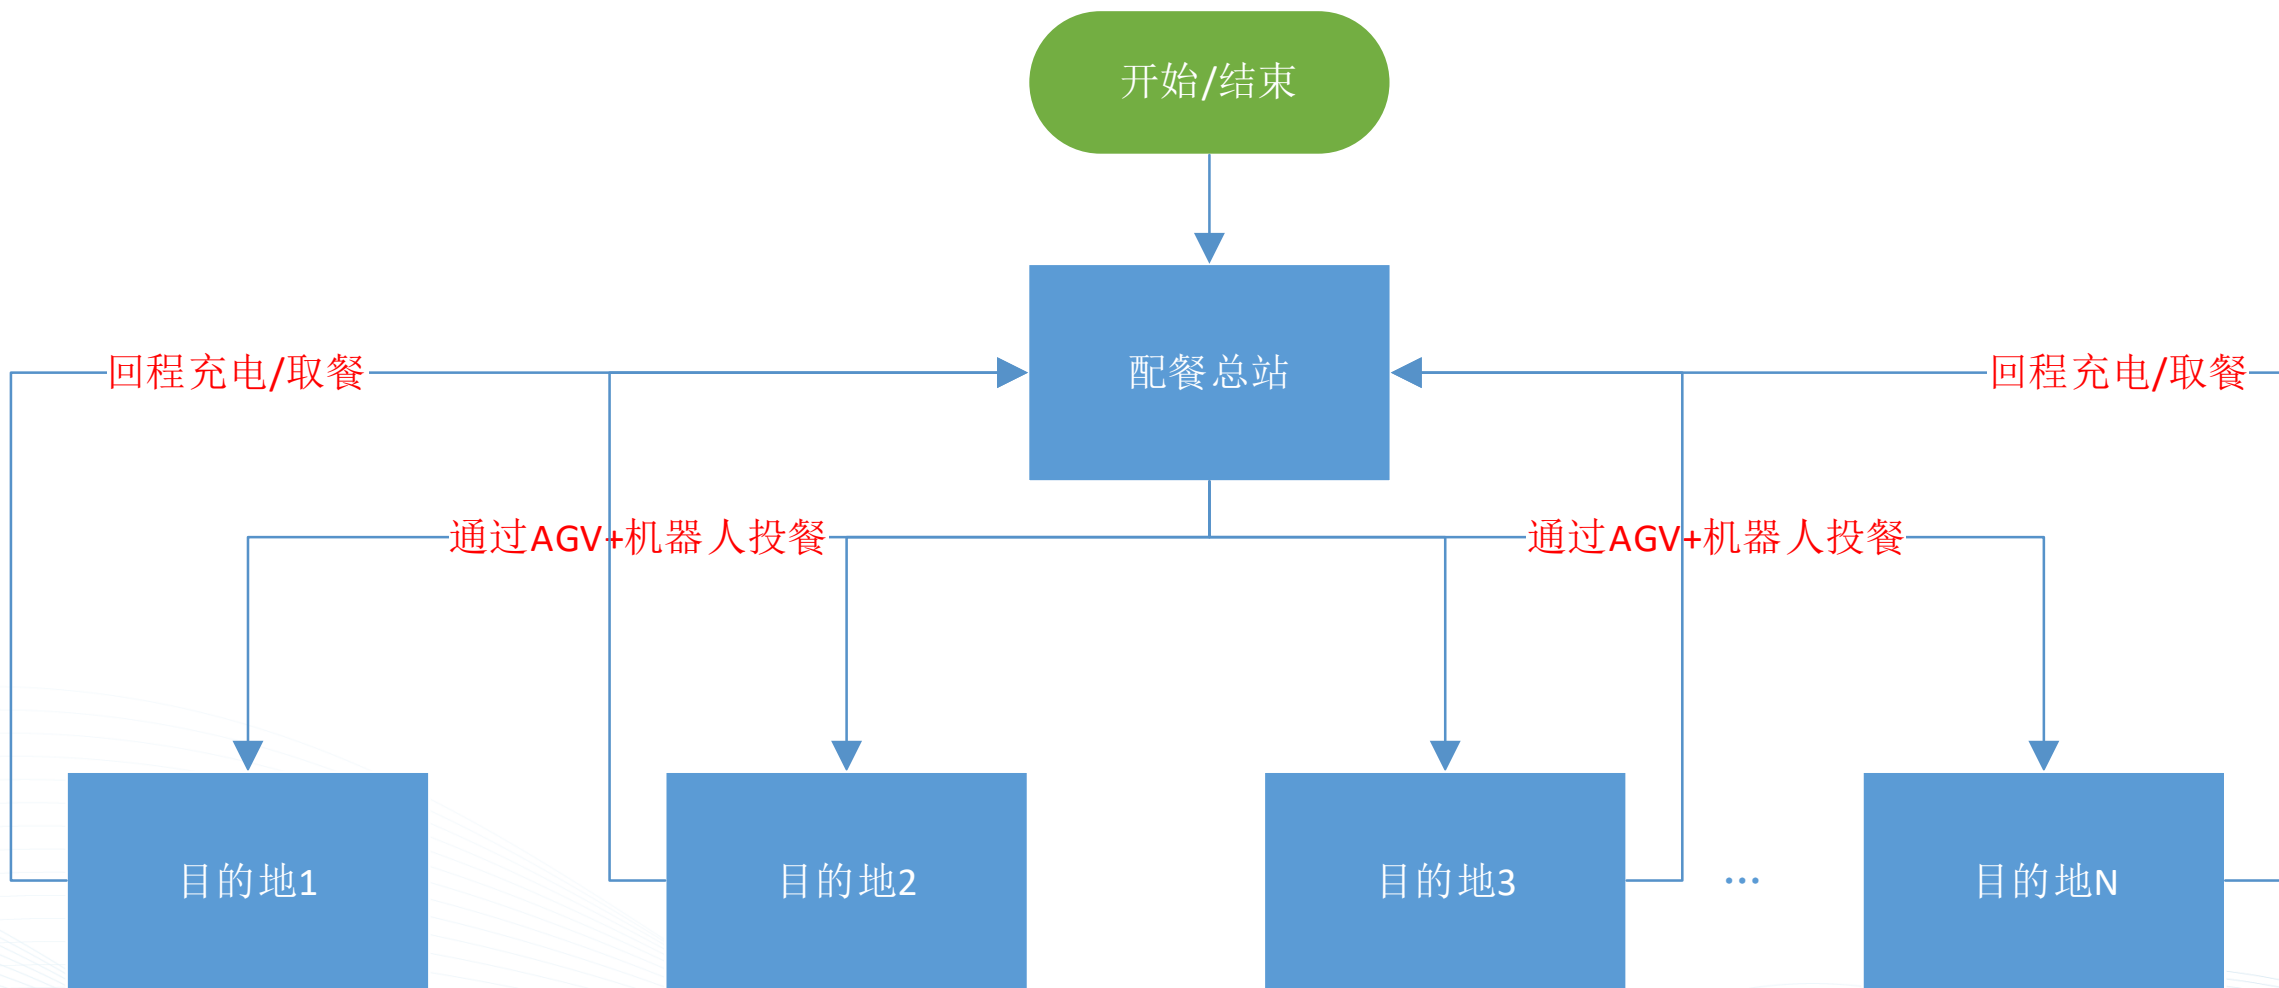 开始/结束
配餐总站
回程充电/取餐
回程充电/取餐
通过AGV+机器人投餐
通过AGV+机器人投餐
目的地1
目的地2
目的地3
...
目的地N